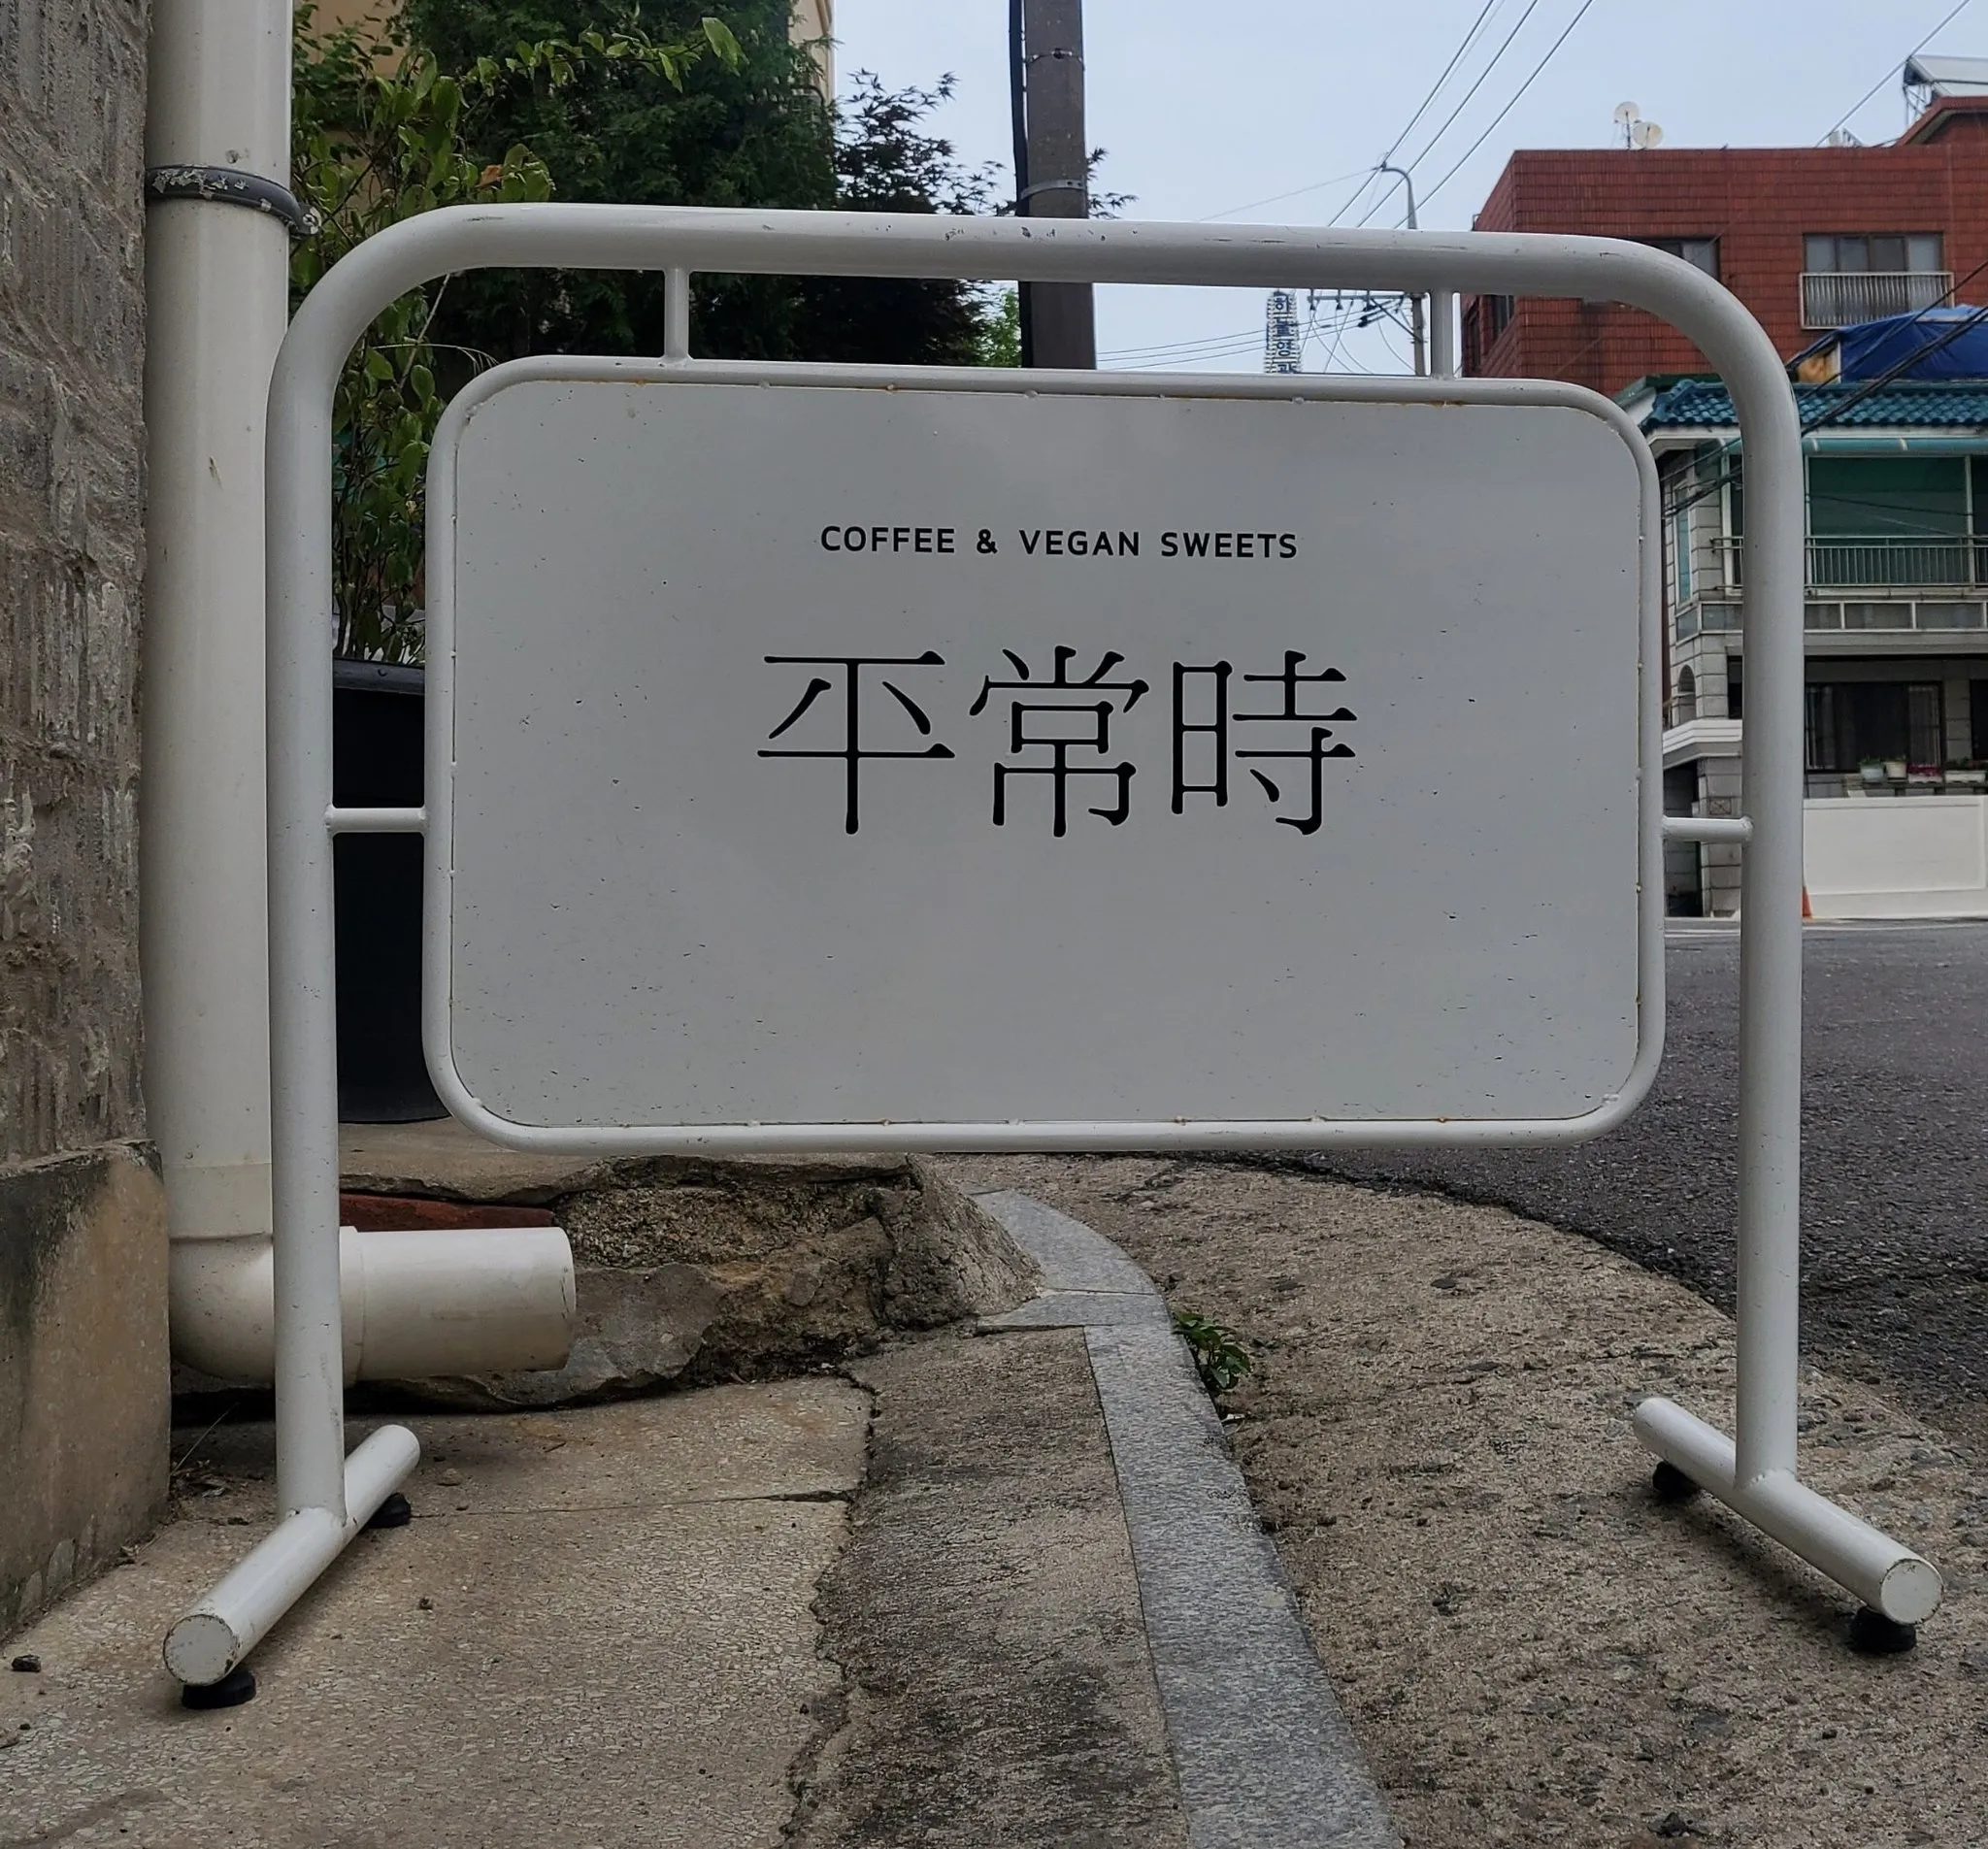 COFFEE & VEGAN SWEETS
平常時